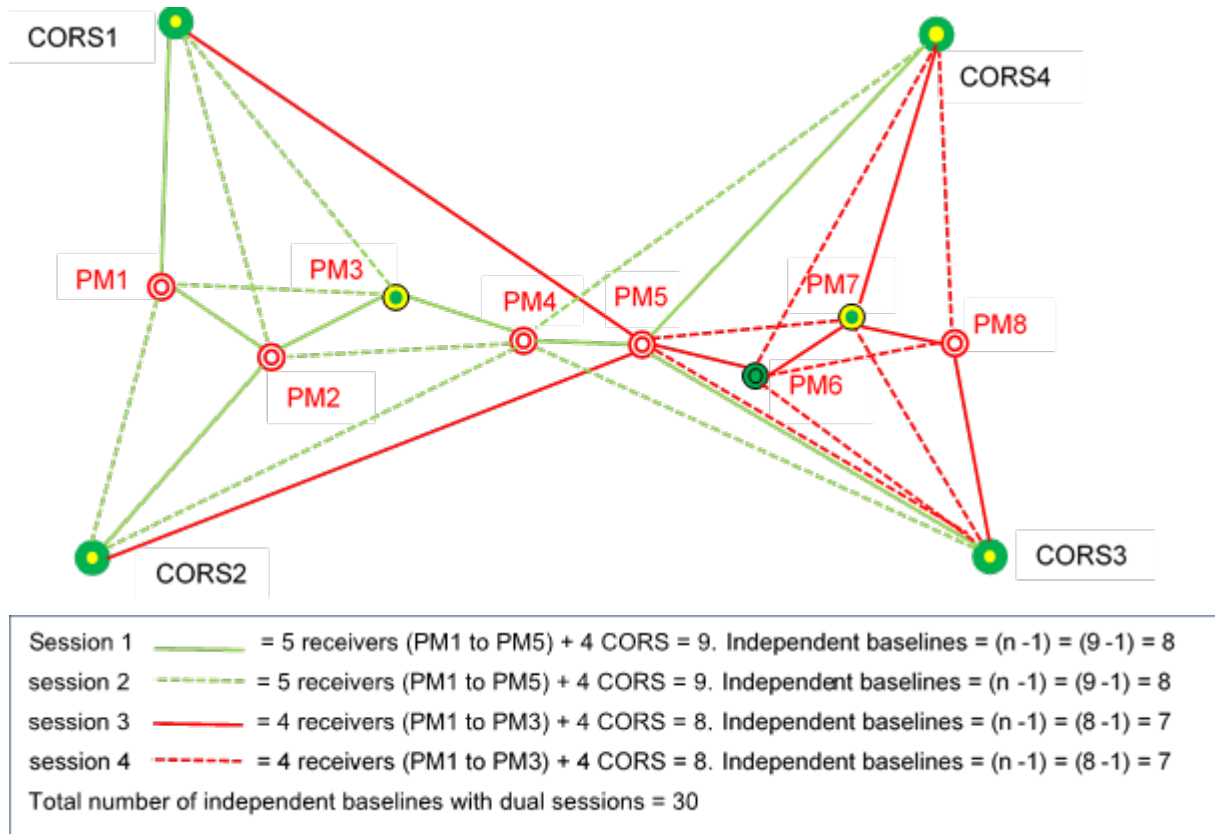 CORS1
CORS4
PM1
PM3
PM4
PM5
PM7
PM8
PM2
PM6
CORS2
CORS3
Session 1 = 5 receivers (PM1 to PM5) + 4 CORS = 9. Independent baselines = (n -1) = (9 -1) = 8
session 2 = 5 receivers (PM1 to PM5) + 4 CORS = 9. Independent baselines = (n -1) = (9 -1) = 8
session 3 = 4 receivers (PM1 to PM3) + 4 CORS = 8. Independent baselines = (n -1) = (8 -1) = 7
session 4 = 4 receivers (PM1 to PM3) + 4 CORS = 8. Independent baselines = (n -1) = (8 -1) = 7
Total number of independent baselines with dual sessions = 30